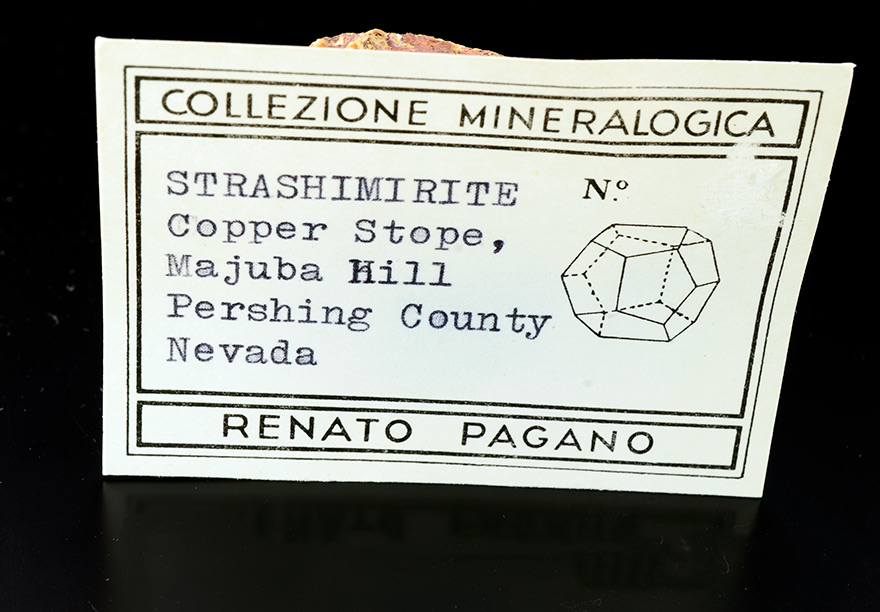 COLLEZIONE MINERALOGICA
STRASHIMIRITE N.º
Copper Stope,
Majuba Hill
Pershing County
Nevada
RENATO PAGANO